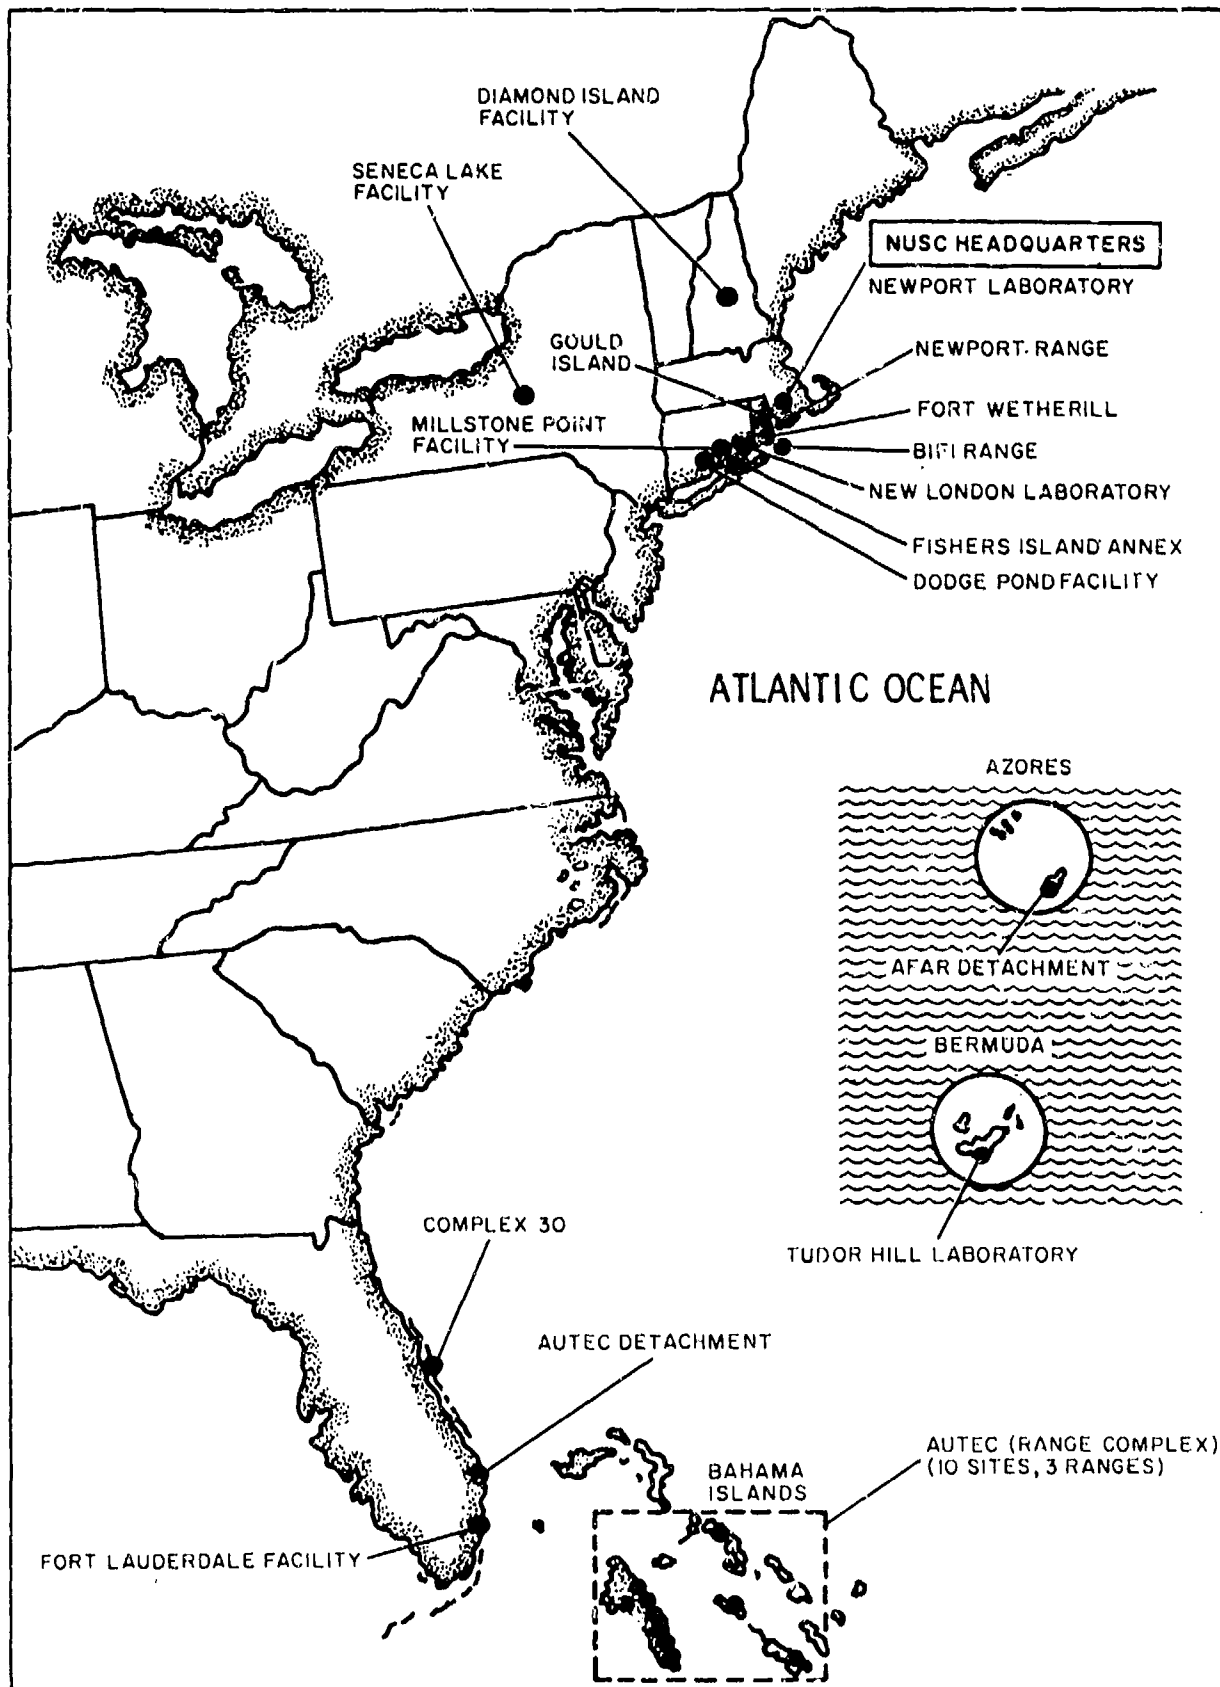 DIAMOND ISLAND
FACILITY
SENECA LAKE
FACILITY
NUSC HEADQUARTERS
NEWPORT LABORATORY
GOULD
ISLAND
NEWPORT RANGE
MILLSTONE POINT
FACILITY
FORT WETHERILL
BIFI RANGE
NEW LONDON LABORATORY
FISHERS ISLAND ANNEX
DODGE POND FACILITY
ATLANTIC OCEAN
AZORES
AFAR DETACHMENT
BERMUDA
TUDOR HILL LABORATORY
COMPLEX 30
AUTEC DETACHMENT
AUTEC (RANGE COMPLEX)
(10 SITES, 3 RANGES)
BAHAMA
ISLANDS
FORT LAUDERDALE FACILITY